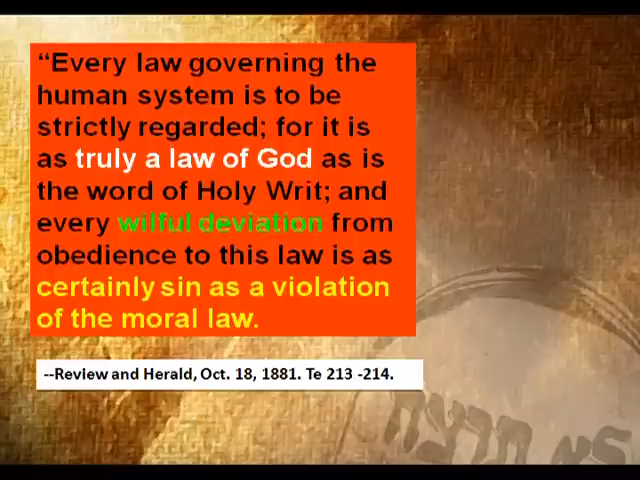 “Every law governing the
human system is to be
strictly regarded; for it is
as truly a law of God as is
the word of Holy Writ; and
every wilful deviation from
obedience to this law is as
certainly sin as a violation
of the moral law.
--Review and Herald, Oct. 18, 1881. Te 213 -214.
לא תרצח